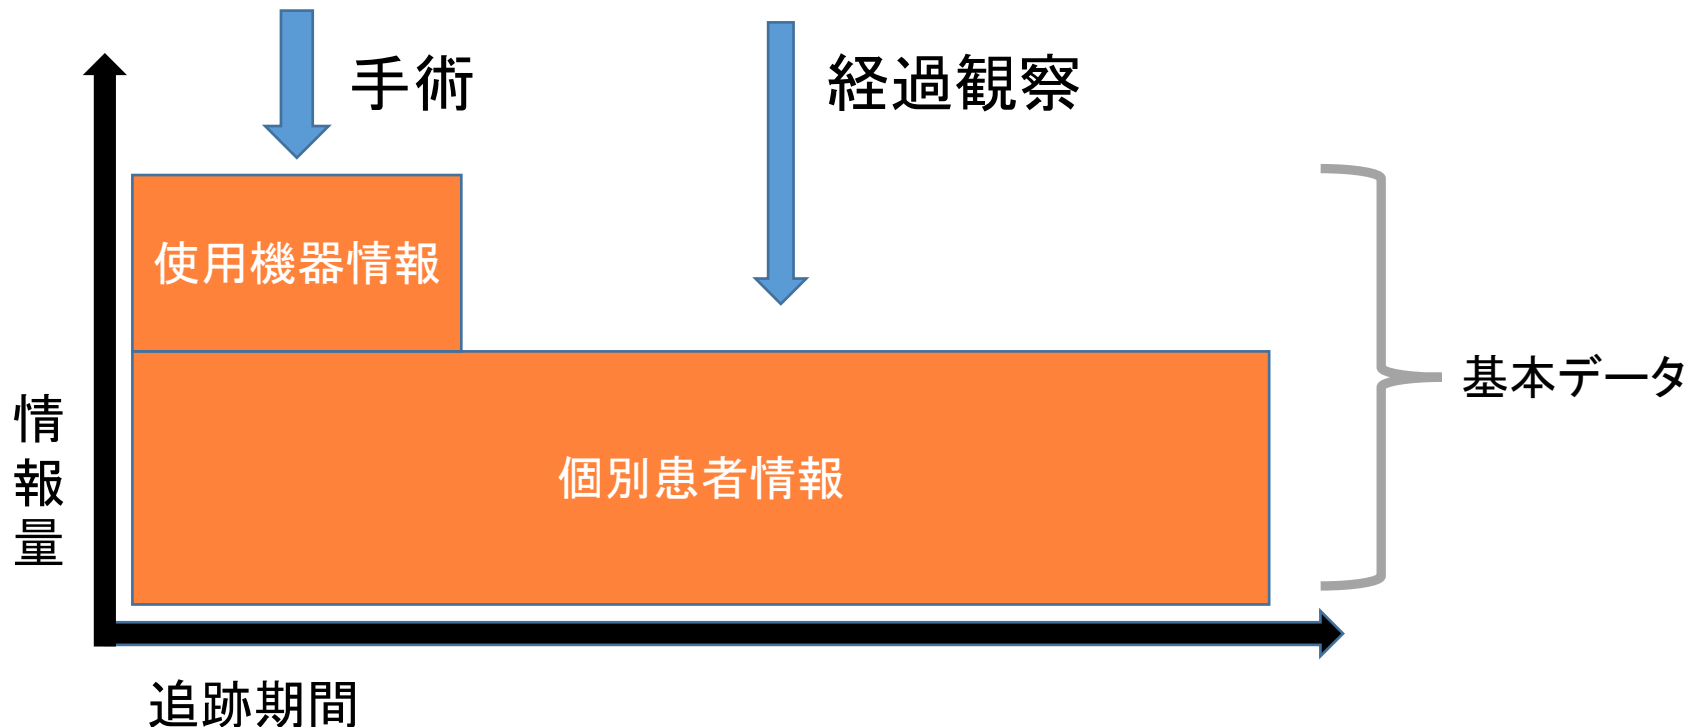 手術
経過観察
使用機器情報
個別患者情報
基本データ
情報量
追跡期間